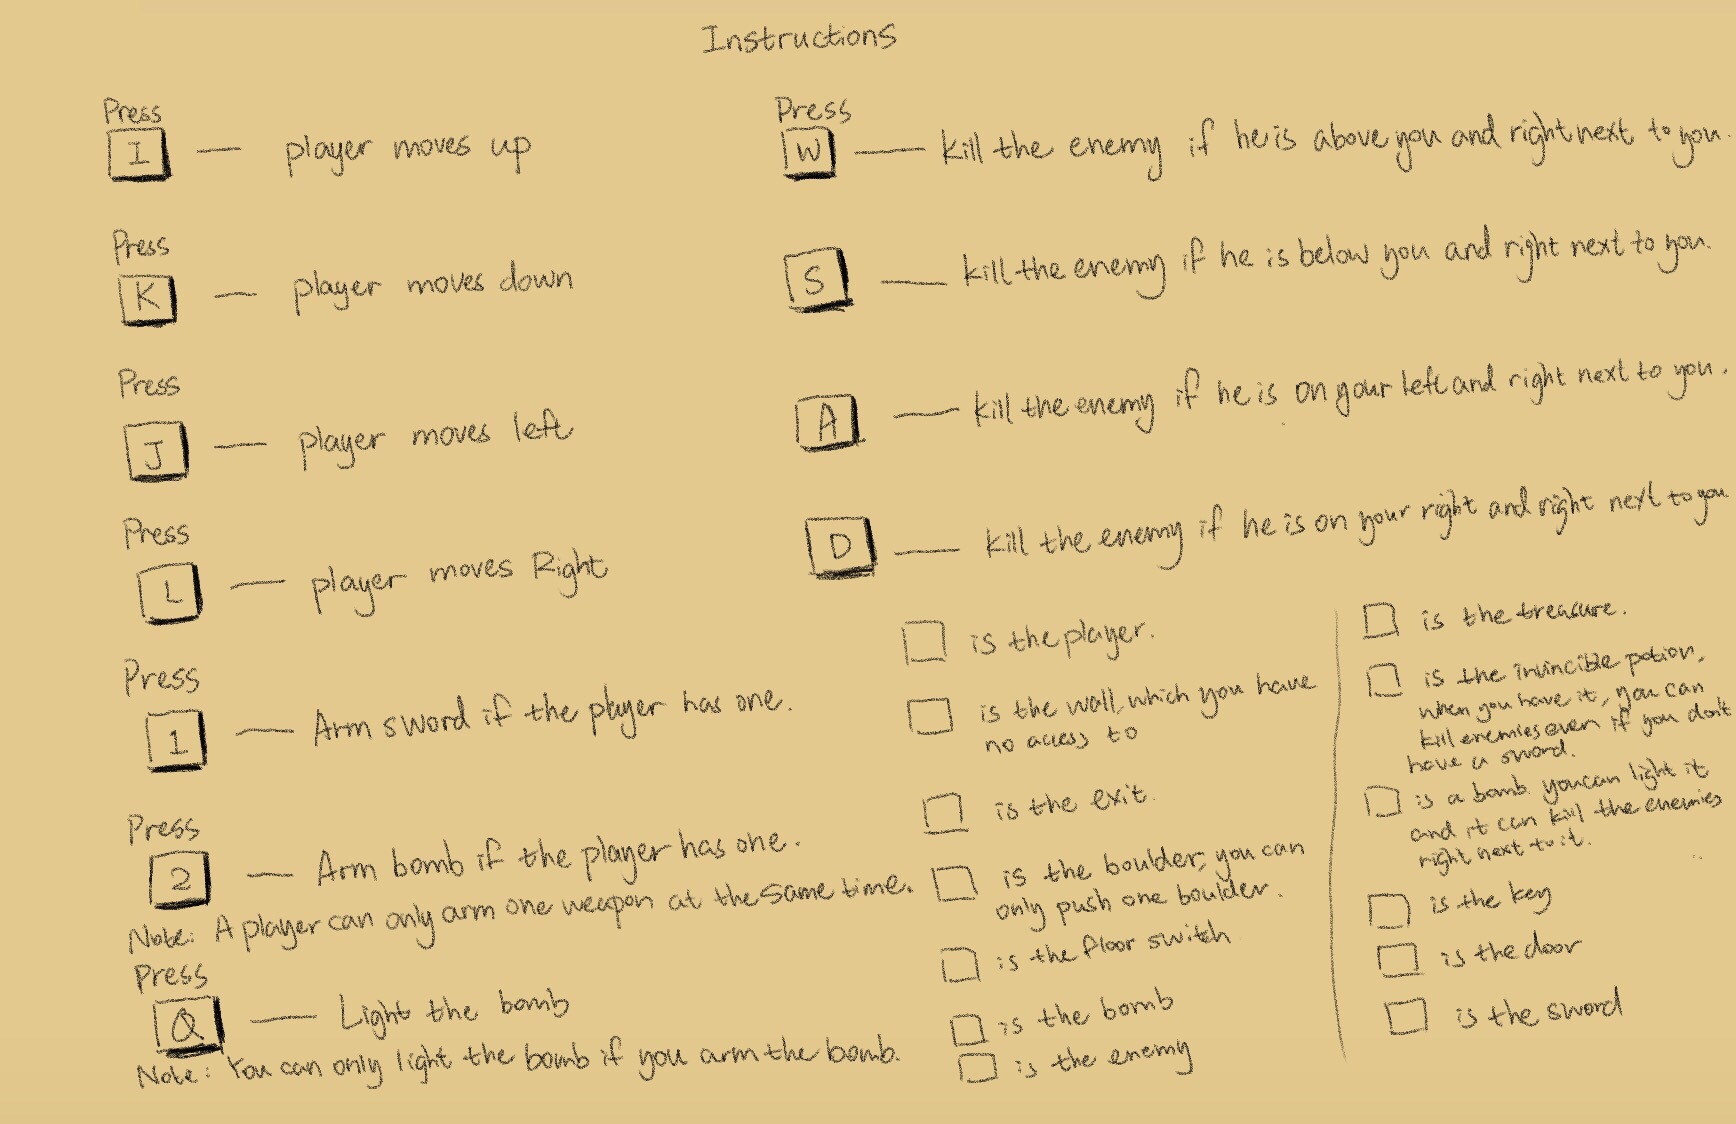 Instructions
Press
I — player moves up
Press
K — player moves down
Press
J — player moves left
Press
L — player moves Right
Press
1 — Arm sword if the player has one.
Press
2 — Arm bomb if the player has one.
Note: A player can only arm one weapon at the same time.
Press
Q — Light the bomb
Note: You can only light the bomb if you arm the bomb.
Press
W — kill the enemy if he is above you and right next to you.
S — kill the enemy if he is below you and right next to you.
A — kill the enemy if he is on your left and right next to you.
D — kill the enemy if he is on your right and right next to you
is the player.
is the wall, which you have
no access to
is the exit.
is the boulder, you can
only push one boulder.
is the floor switch
is the bomb
is the enemy
is the treasure.
is the invincible potion,
when you have it, you can
kill enemies even if you don't
have a sword.
is a bomb. you can light it
and it can kill the enemies
right next to it.
is the key
is the door
is the sword